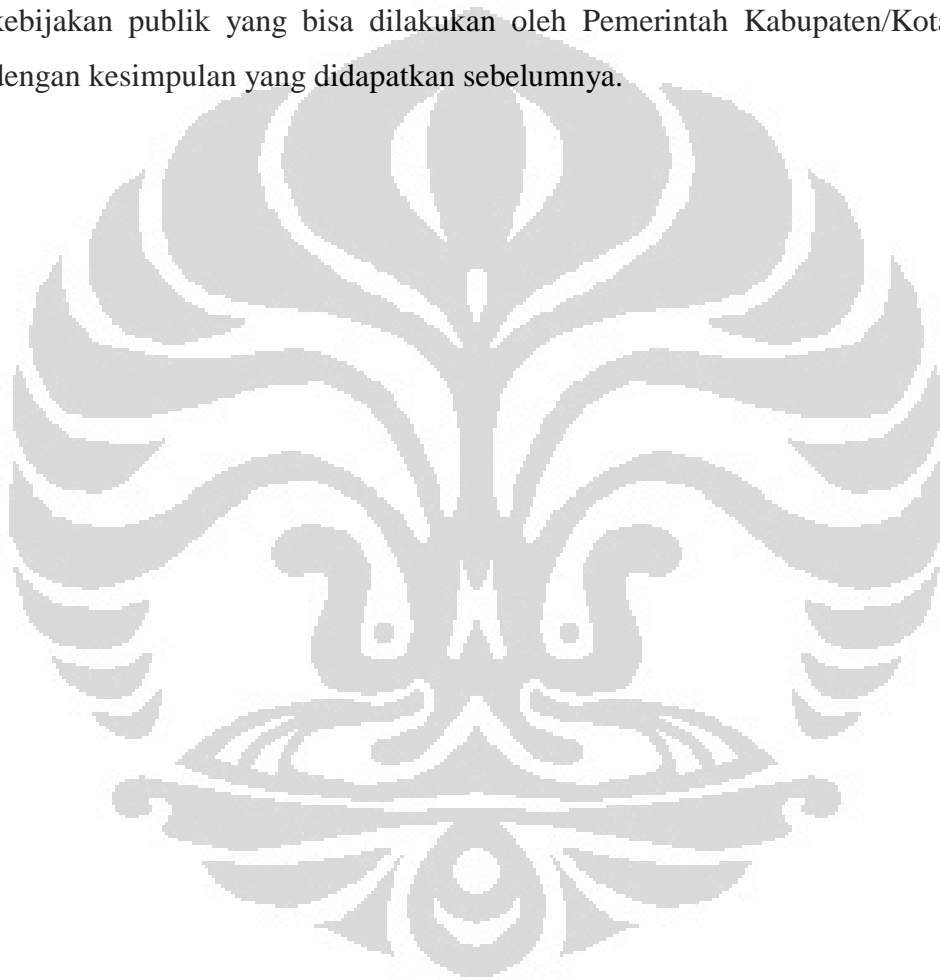 kebijakan publik yang bisa dilakukan oleh Pemerintah Kabupaten/Kota
dengan kesimpulan yang didapatkan sebelumnya.